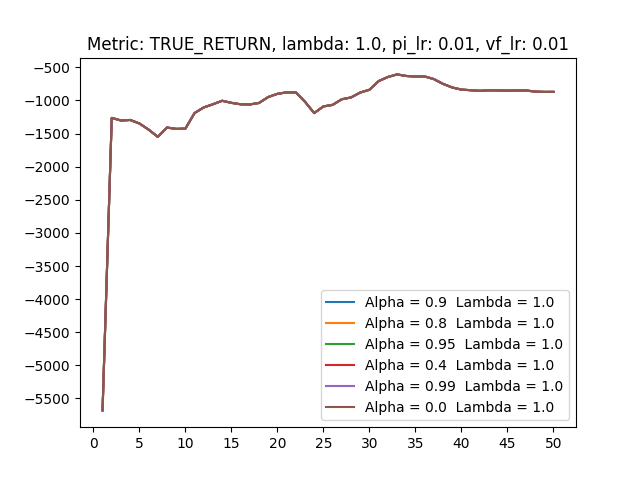 Metric: TRUE_RETURN, lambda: 1.0, pi_lr: 0.01, vf_lr: 0.01
−500
−1000
−1500
−2000
−2500
−3000
−3500
−4000
−4500
−5000
−5500
Alpha = 0.9 Lambda = 1.0
Alpha = 0.8 Lambda = 1.0
Alpha = 0.95 Lambda = 1.0
Alpha = 0.4 Lambda = 1.0
Alpha = 0.99 Lambda = 1.0
Alpha = 0.0 Lambda = 1.0
0 5 10 15 20 25 30 35 40 45 50